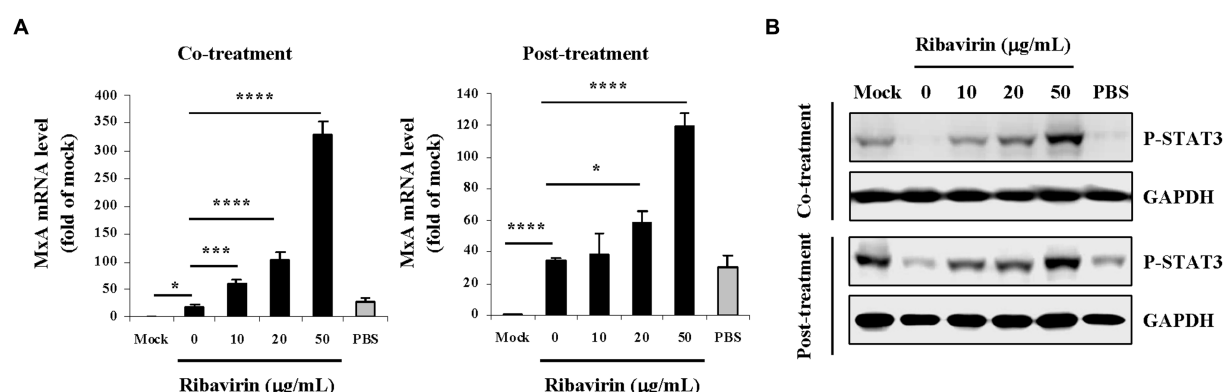 A
Co-treatment
MxA mRNA level
(fold of mock)
400
350
300
250
200
150
100
50
0
*
***
****
****
Mock 0 10 20 50 PBS
Ribavirin (μg/mL)
Post-treatment
MxA mRNA level
(fold of mock)
140
120
100
80
60
40
20
0
****
*
****
Mock 0 10 20 50 PBS
Ribavirin (μg/mL)
B
Ribavirin (μg/mL)
Mock 0 10 20 50 PBS
Co-treatment
P-STAT3
GAPDH
Post-treatment
P-STAT3
GAPDH